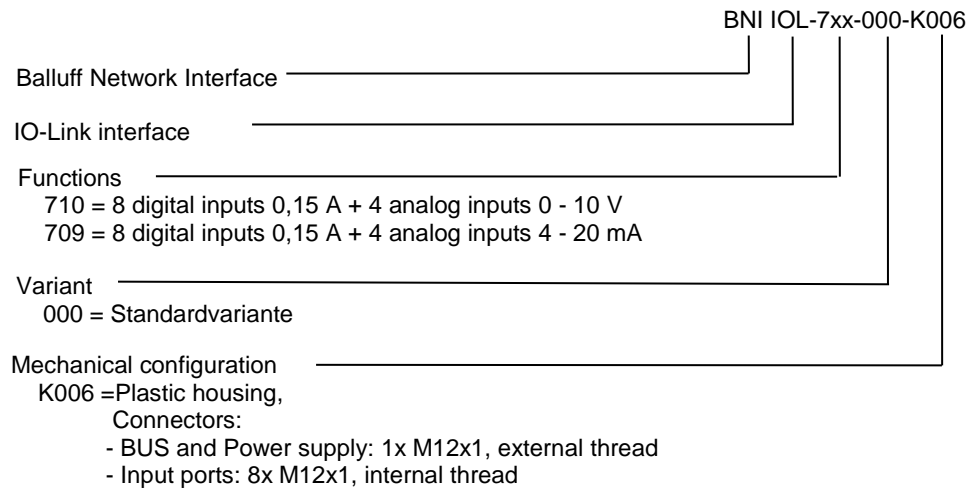 BNI IOL-7xx-000-K006
Balluff Network Interface
IO-Link interface
Functions
710 = 8 digital inputs 0,15 A + 4 analog inputs 0 - 10 V
709 = 8 digital inputs 0,15 A + 4 analog inputs 4 - 20 mA
Variant
000 = Standardvariante
Mechanical configuration
K006 =Plastic housing,
Connectors:
- BUS and Power supply: 1x M12x1, external thread
- Input ports: 8x M12x1, internal thread